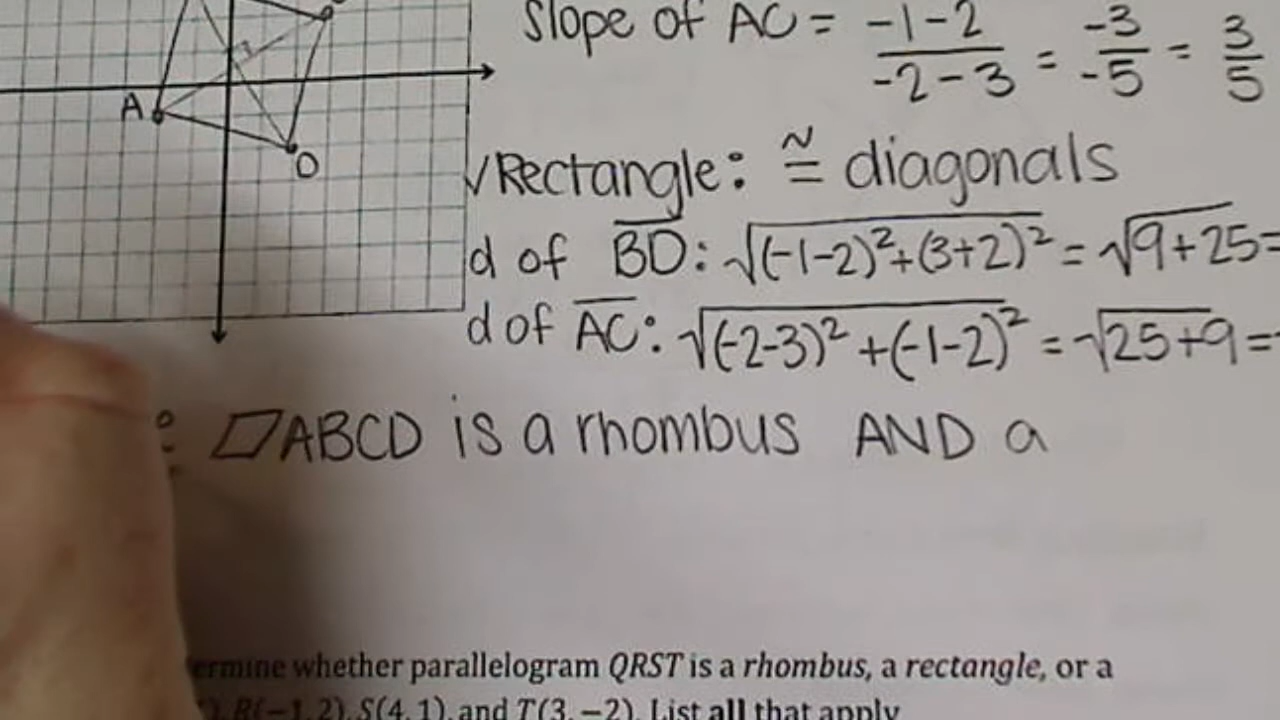 Slope of AC = -1-2/-2-3 = -3/-5 = 3/5
A
D
√Rectangle: ≅ diagonals
d of BD: √(-1-2)²+(3+2)² = √9+25 =
d of AC: √(-2-3)²+(-1-2)² = √25+9 =
▱ABCD is a rhombus AND a
ermine whether parallelogram QRST is a rhombus, a rectangle, or a
R(-1, 2), S(4, 1), and T(3, -2). List all that apply